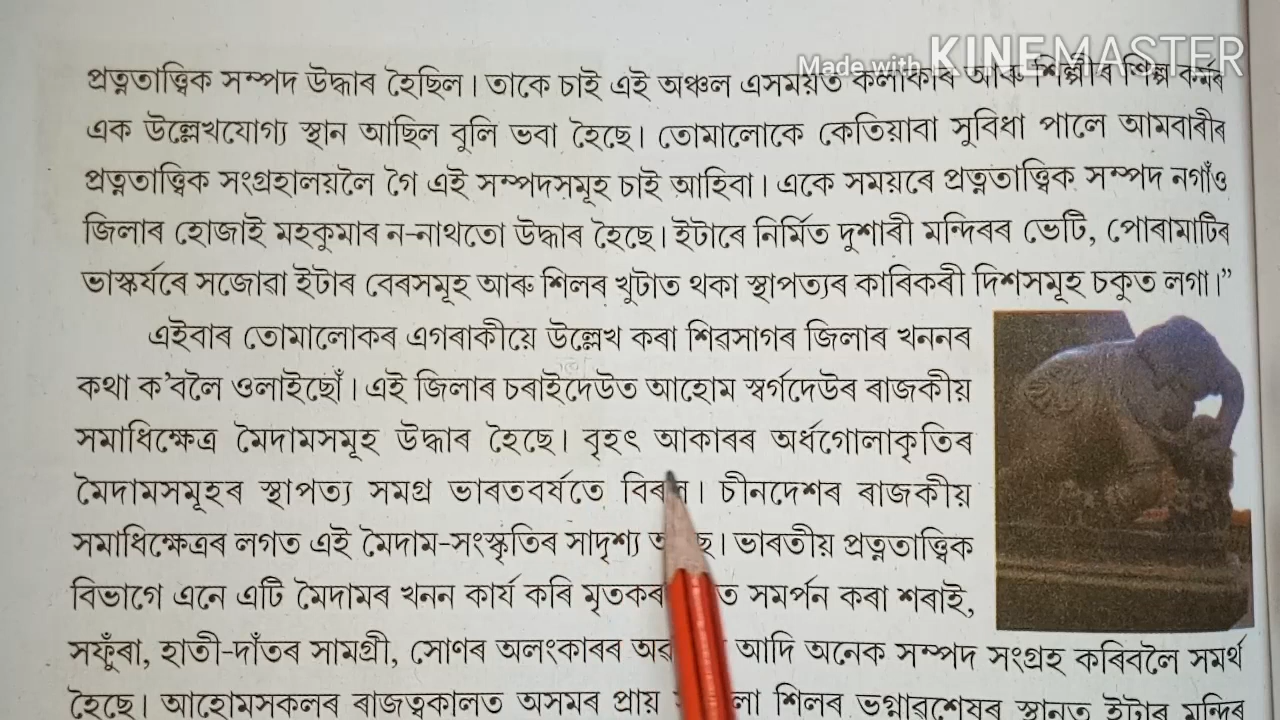 Made with KINEMASTER
প্ৰত্নতাত্ত্বিক সম্পদ উদ্ধাৰ হৈছিল। তাকে চাই এই অঞ্চল এসময়ত কলাকাৰ আৰু শিল্পীৰ শিল্প কৰ্মৰ
এক উল্লেখযোগ্য স্থান আছিল বুলি ভবা হৈছে। তোমালোকে কেতিয়াবা সুবিধা পালে আমবাৰীৰ
প্ৰত্নতাত্ত্বিক সংগ্ৰহালয়লৈ গৈ এই সম্পদসমূহ চাই আহিবা। একে সময়ৰে প্ৰত্নতাত্ত্বিক সম্পদ নগাঁও
জিলাৰ হোজাই মহকুমাৰ ন-নাথতো উদ্ধাৰ হৈছে। ইটাৰে নিৰ্মিত দুশাৰী মন্দিৰৰ ভেটি, পোৰামাটিৰ
ভাস্কৰ্যৰে সজোৱা ইটাৰ বেৰসমূহ আৰু শিলৰ খুটাত থকা স্থাপত্যৰ কাৰিকৰী দিশসমূহ চকুত লগা।”
এইবাৰ তোমালোকৰ এগৰাকীয়ে উল্লেখ কৰা শিৱসাগৰ জিলাৰ খননৰ
কথা ক’বলৈ ওলাইছোঁ। এই জিলাৰ চৰাইদেউত আহোম স্বৰ্গদেউৰ ৰাজকীয়
সমাধিক্ষেত্ৰ মৈদামসমূহ উদ্ধাৰ হৈছে। বৃহৎ আকাৰৰ অৰ্ধগোলাকৃতিৰ
মৈদামসমূহৰ স্থাপত্য সমগ্ৰ ভাৰতবৰ্ষতে বিৰল। চীনদেশৰ ৰাজকীয়
সমাধিক্ষেত্ৰৰ লগত এই মৈদাম-সংস্কৃতিৰ সাদৃশ্য ভাৰতীয় প্ৰত্নতাত্ত্বিক
বিভাগে এনে এটি মৈদামৰ খনন কাৰ্য কৰি মৃতকৰ সমৰ্পন কৰা শৰাই,
সফুঁৰা, হাতী-দাঁতৰ সামগ্ৰী, সোণৰ অলংকাৰৰ আদি অনেক সম্পদ সংগ্ৰহ কৰিবলৈ সমৰ্থ
হৈছে। আহোমসকলৰ ৰাজত্বকালত অসমৰ প্ৰায় শিলৰ ভগ্নাৱশেষৰ স্থানত ইটাৰ মন্দিৰ